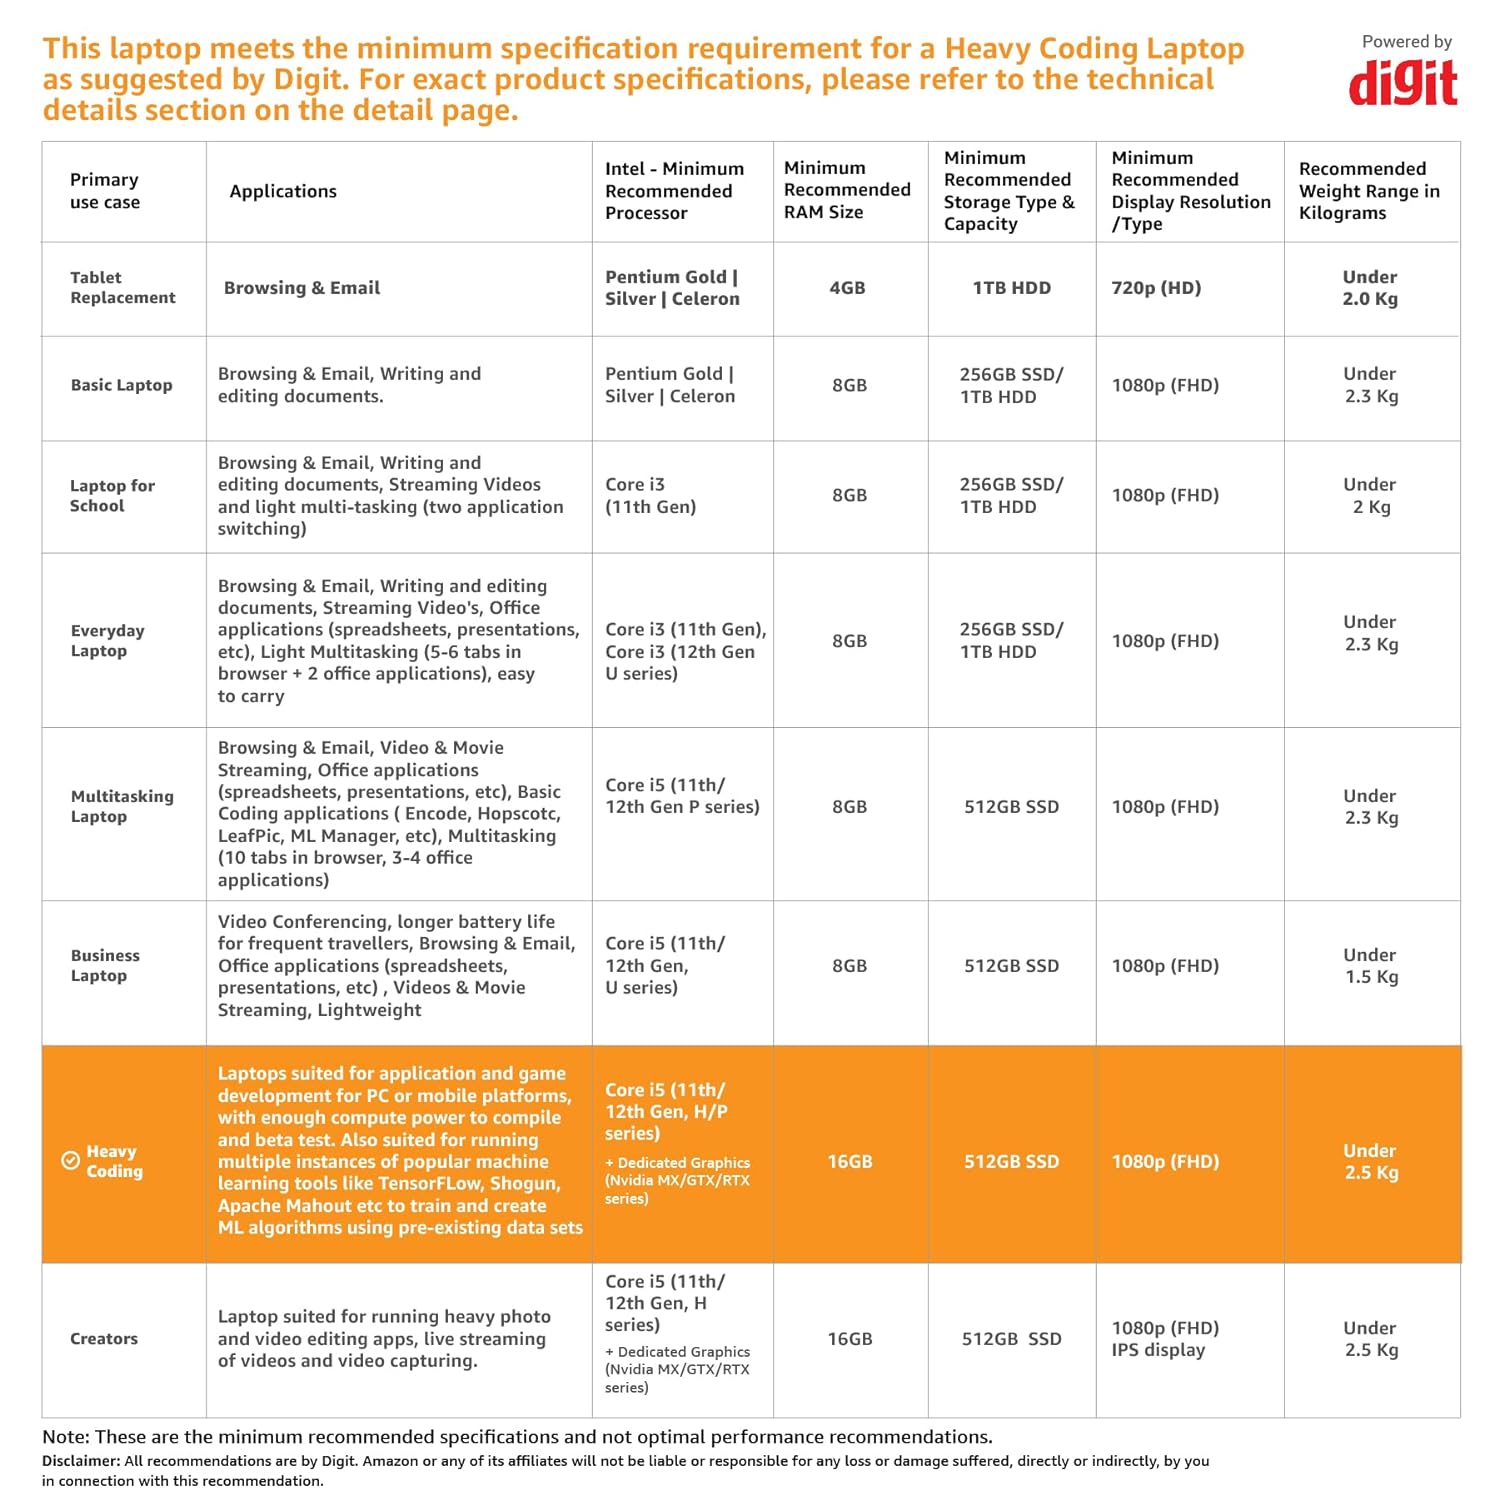 This laptop meets the minimum specification requirement for a Heavy Coding Laptop
as suggested by Digit. For exact product specifications, please refer to the technical
details section on the detail page.
Powered by
digit
Primary
use case
Applications
Intel - Minimum
Recommended
Processor
Minimum
Recommended
RAM Size
Minimum
Recommended
Storage Type &
Capacity
Minimum
Recommended
Display Resolution
/Type
Recommended
Weight Range in
Kilograms
Tablet
Replacement
Browsing & Email
Pentium Gold |
Silver | Celeron
4GB
1TB HDD
720p (HD)
Under
2.0 Kg
Basic Laptop
Browsing & Email, Writing and
editing documents.
Pentium Gold |
Silver | Celeron
8GB
256GB SSD/
1TB HDD
1080p (FHD)
Under
2.3 Kg
Laptop for
School
Browsing & Email, Writing and
editing documents, Streaming Videos
and light multi-tasking (two application
switching)
Core i3
(11th Gen)
8GB
256GB SSD/
1TB HDD
1080p (FHD)
Under
2 Kg
Everyday
Laptop
Browsing & Email, Writing and editing
documents, Streaming Video's, Office
applications (spreadsheets, presentations,
etc), Light Multitasking (5-6 tabs in
browser + 2 office applications), easy
to carry
Core i3 (11th Gen),
Core i3 (12th Gen
U series)
8GB
256GB SSD/
1TB HDD
1080p (FHD)
Under
2.3 Kg
Multitasking
Laptop
Browsing & Email, Video & Movie
Streaming, Office applications
(spreadsheets, presentations, etc), Basic
Coding applications ( Encode, Hopscotc,
LeafPic, ML Manager, etc), Multitasking
(10 tabs in browser, 3-4 office
applications)
Core i5 (11th/
12th Gen P series)
8GB
512GB SSD
1080p (FHD)
Under
2.3 Kg
Business
Laptop
Video Conferencing, longer battery life
for frequent travellers, Browsing & Email,
Office applications (spreadsheets,
presentations, etc) , Videos & Movie
Streaming, Lightweight
Core i5 (11th/
12th Gen,
U series)
8GB
512GB SSD
1080p (FHD)
Under
1.5 Kg
Heavy
Coding
Laptops suited for application and game
development for PC or mobile platforms,
with enough compute power to compile
and beta test. Also suited for running
multiple instances of popular machine
learning tools like TensorFLow, Shogun,
Apache Mahout etc to train and create
ML algorithms using pre-existing data sets
Core i5 (11th/
12th Gen, H/P
series)
+ Dedicated Graphics
(Nvidia MX/GTX/RTX
series)
16GB
512GB SSD
1080p (FHD)
Under
2.5 Kg
Creators
Laptop suited for running heavy photo
and video editing apps, live streaming
of videos and video capturing.
Core i5 (11th/
12th Gen, H
series)
+ Dedicated Graphics
(Nvidia MX/GTX/RTX
series)
16GB
512GB SSD
1080p (FHD)
IPS display
Under
2.5 Kg
Note: These are the minimum recommended specifications and not optimal performance recommendations.
Disclaimer: All recommendations are by Digit. Amazon or any of its affiliates will not be liable or responsible for any loss or damage suffered, directly or indirectly, by you
in connection with this recommendation.